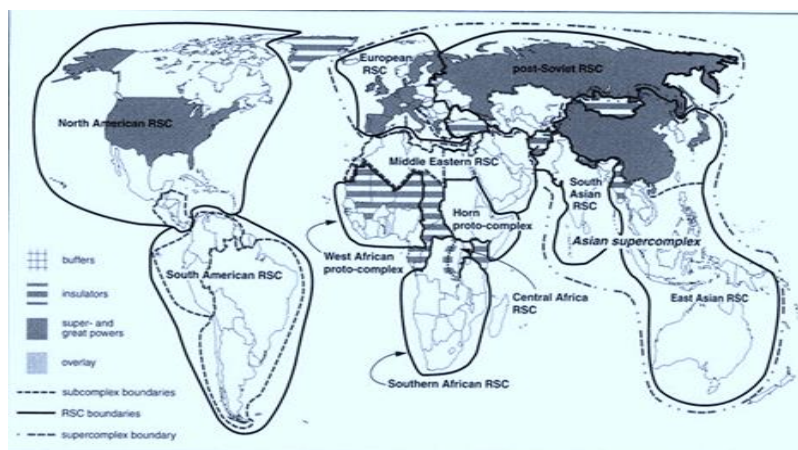 European
RSC
post-Soviet RSC
North American RSC
Middle Eastern RSC
South
Asian
RSC
Horn
proto-complex
Asian supercomplex
West African
proto-complex
South American RSC
Central Africa
RSC
East Asian RSC
Southern African RSC
buffers
insulators
super- and
great powers
overlay
subcomplex boundaries
RSC boundaries
supercomplex boundary